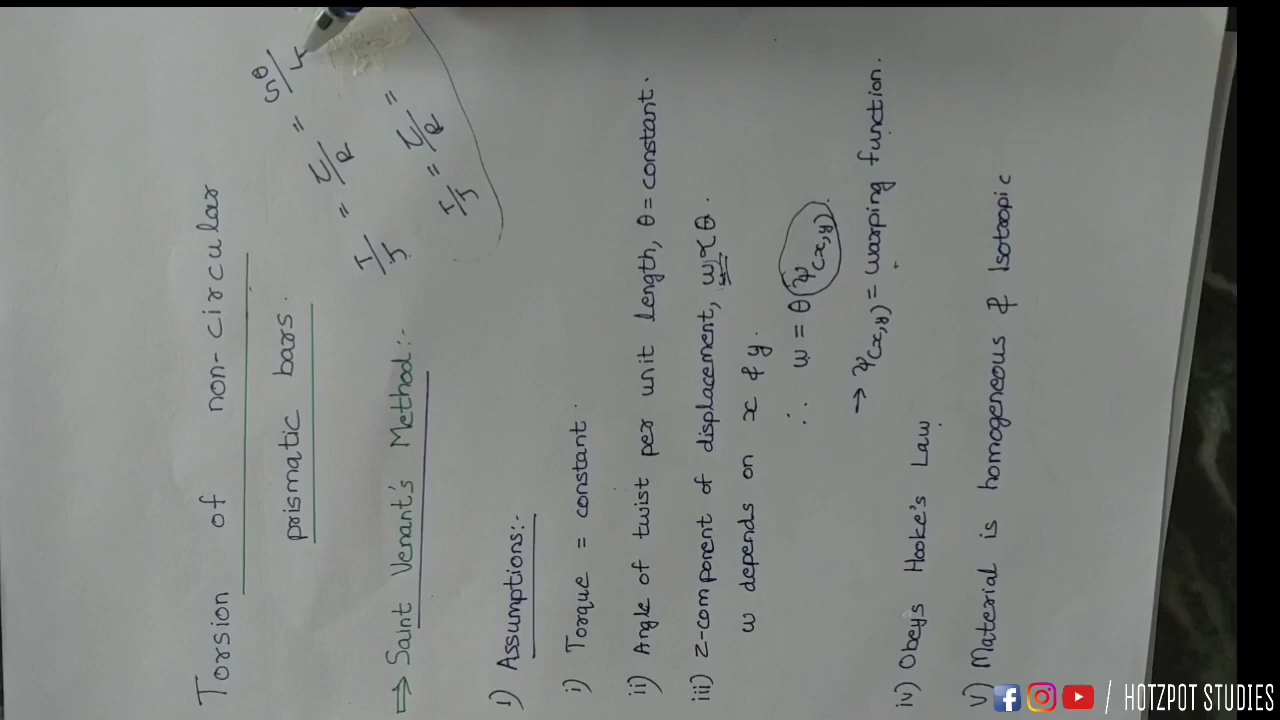 Torsion of non-circular
prismatic bars.
T/J = τ/R = Gθ/L
⇒ Saint Venant's Method:-
T/J = τ/R =
1) Assumptions:-
i) Torque = constant.
ii) Angle of twist per unit length, θ = constant.
iii) Z-component of displacement, w ∝ θ.
w depends on x & y.
∴ w = θ(ψ(x,y)).
→ ψ(x,y) = warping function.
iv) Obeys Hooke's Law
v) Material is homogeneous & Isotropic
/ HOTZPOT STUDIES